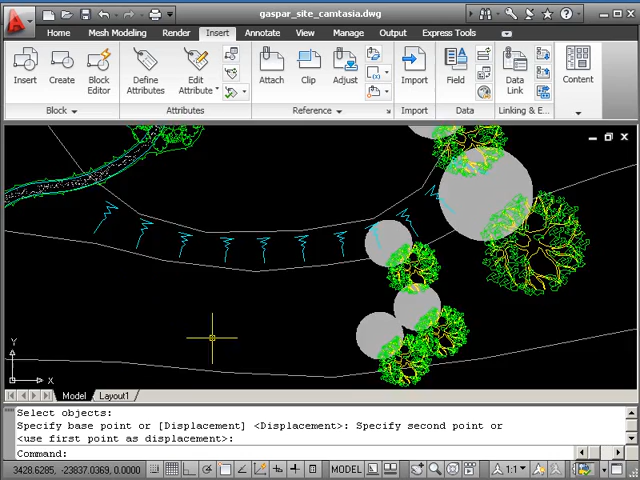 gaspar_site_camtasia.dwg
Home Mesh Modeling Render Insert Annotate View Manage Output Express Tools
Insert Create Block Editor Define Attributes Edit Attributes Attach Clip Adjust Import Field Data Link Content
Block Attributes Reference Import Data Linking & E...
Y
X
Model Layout1
Select objects:
Specify base point or [Displacement] <Displacement>: Specify second point or
<use first point as displacement>:
Command:
3428.6285, -23837.0369, 0.0000 MODEL 1:1